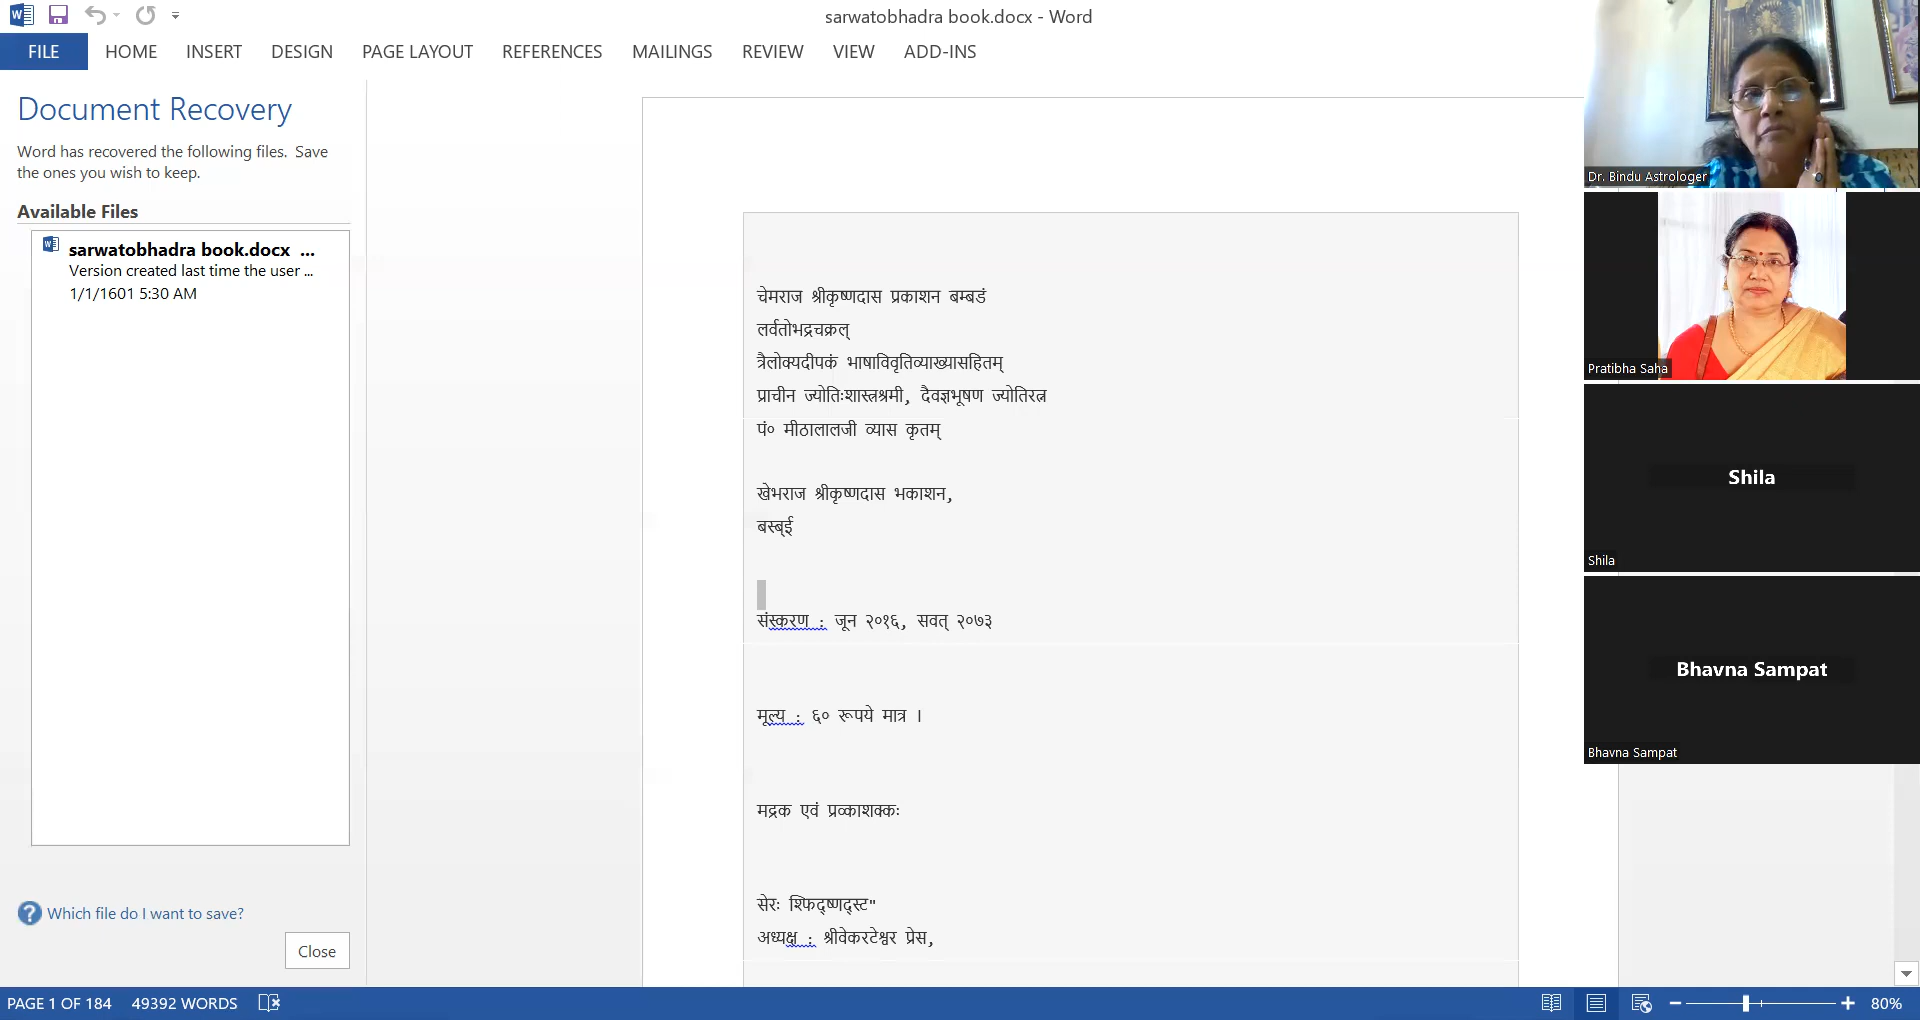 sarwatobhadra book.docx - Word
FILE HOME INSERT DESIGN PAGE LAYOUT REFERENCES MAILINGS REVIEW VIEW ADD-INS
Document Recovery
Word has recovered the following files. Save
the ones you wish to keep.
Available Files
sarwatobhadra book.docx ...
Version created last time the user ...
1/1/1601 5:30 AM
Which file do I want to save?
Close
चेमराज श्रीकृष्णदास प्रकाशन बम्बडं
लर्वतोभद्रचक्रल्
त्रैलोक्यदीपकं भाषाविवृतिव्याख्यासहितम्
प्राचीन ज्योतिःशास्त्रश्रमी, दैवज्ञभूषण ज्योतिरत्न
पं० मीठालालजी व्यास कृतम्
खेभराज श्रीकृष्णदास भकाशन,
बस्ब्ई
संस्करण : जून २०१६, सवत् २०७३
मूल्य : ६० रूपये मात्र ।
मद्रक एवं प्रव्काशक्कः
सेरः श्फिद्ष्णद्स्ट"
अध्यक्ष : श्रीवेकरटेश्वर प्रेस,
Dr. Bindu Astrologer
Pratibha Saha
Shila
Shila
Bhavna Sampat
Bhavna Sampat
PAGE 1 OF 184 49392 WORDS 80%